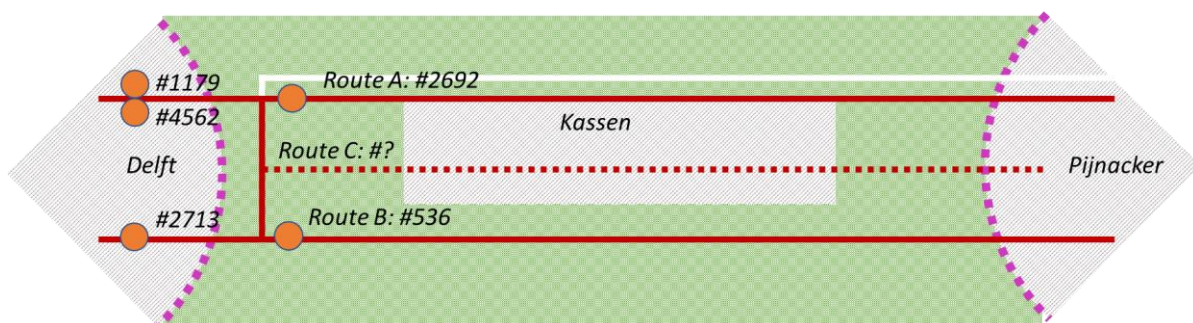 #1179
Route A: #2692
#4562
Kassen
Route C: #?
Delft
Pijnacker
#2713
Route B: #536